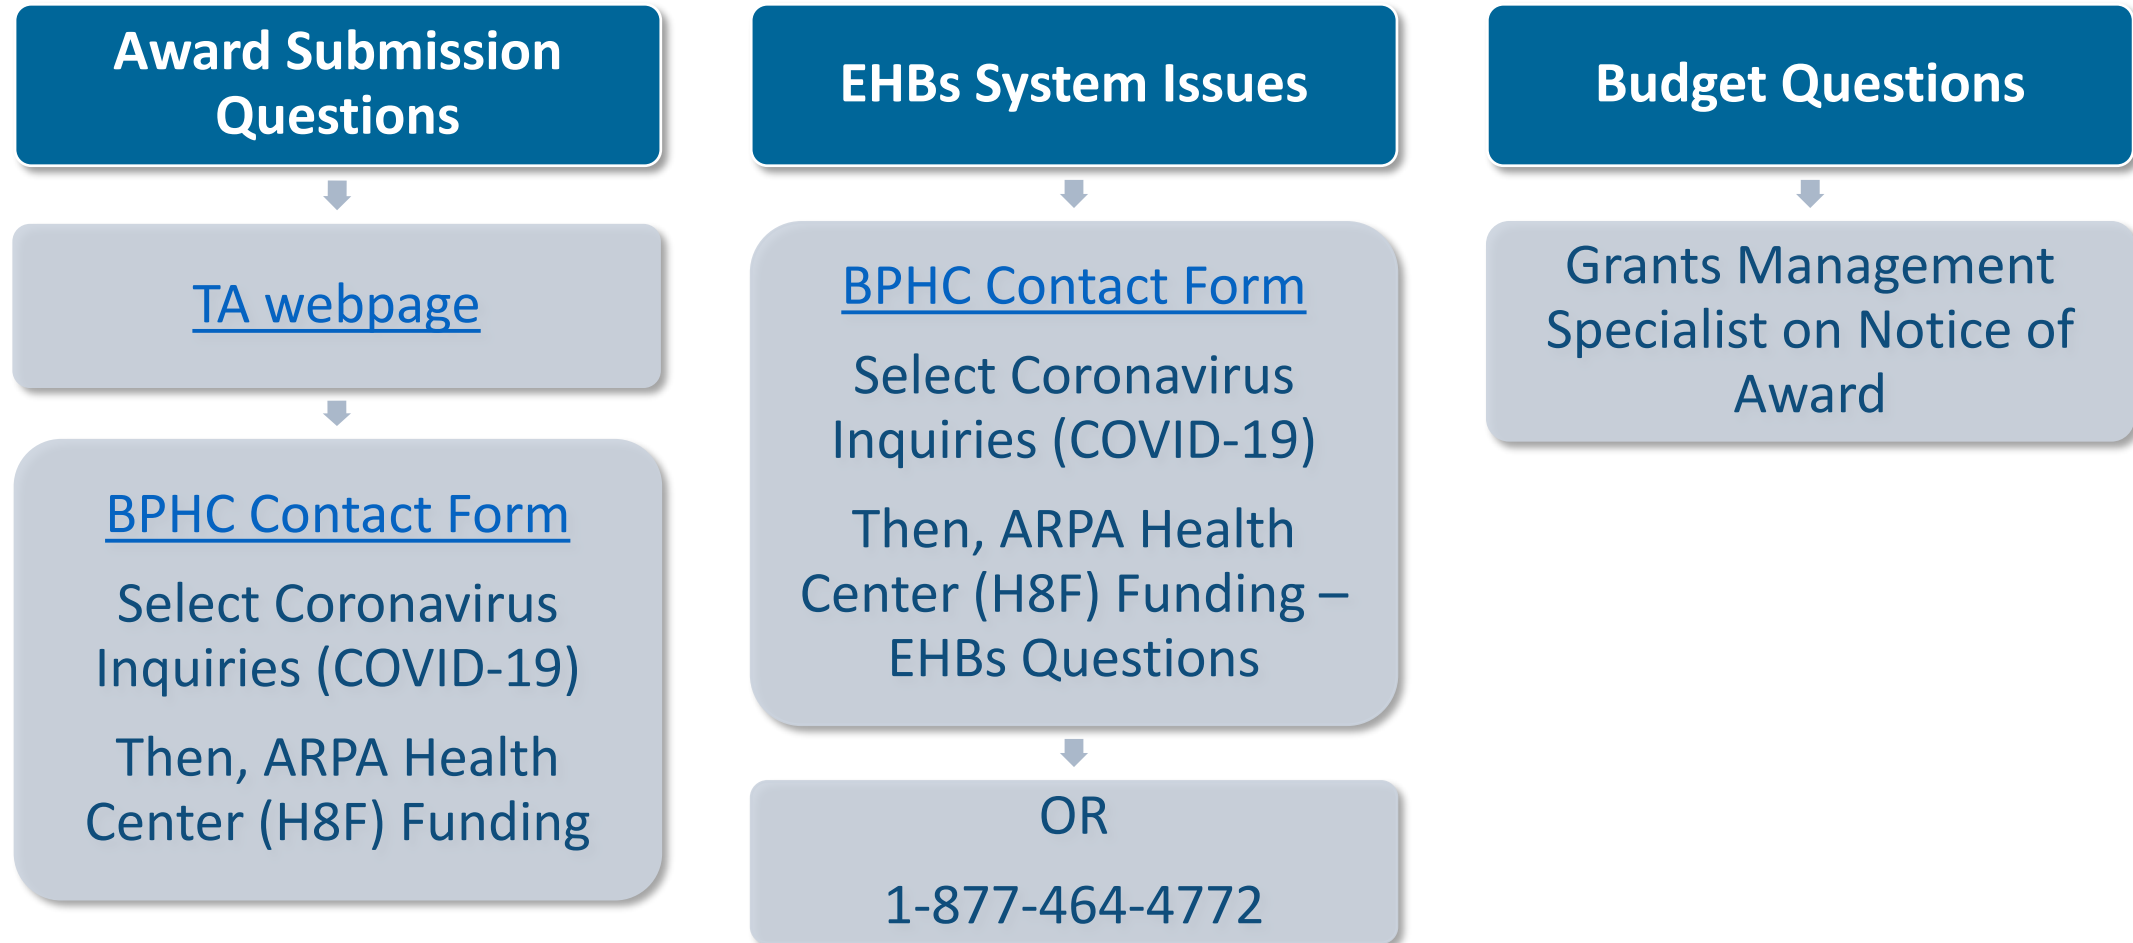 Award Submission
Questions
TA webpage
BPHC Contact Form
Select Coronavirus
Inquiries (COVID-19)
Then, ARPA Health
Center (H8F) Funding
EHBs System Issues
BPHC Contact Form
Select Coronavirus
Inquiries (COVID-19)
Then, ARPA Health
Center (H8F) Funding –
EHBs Questions
OR
1-877-464-4772
Budget Questions
Grants Management
Specialist on Notice of
Award